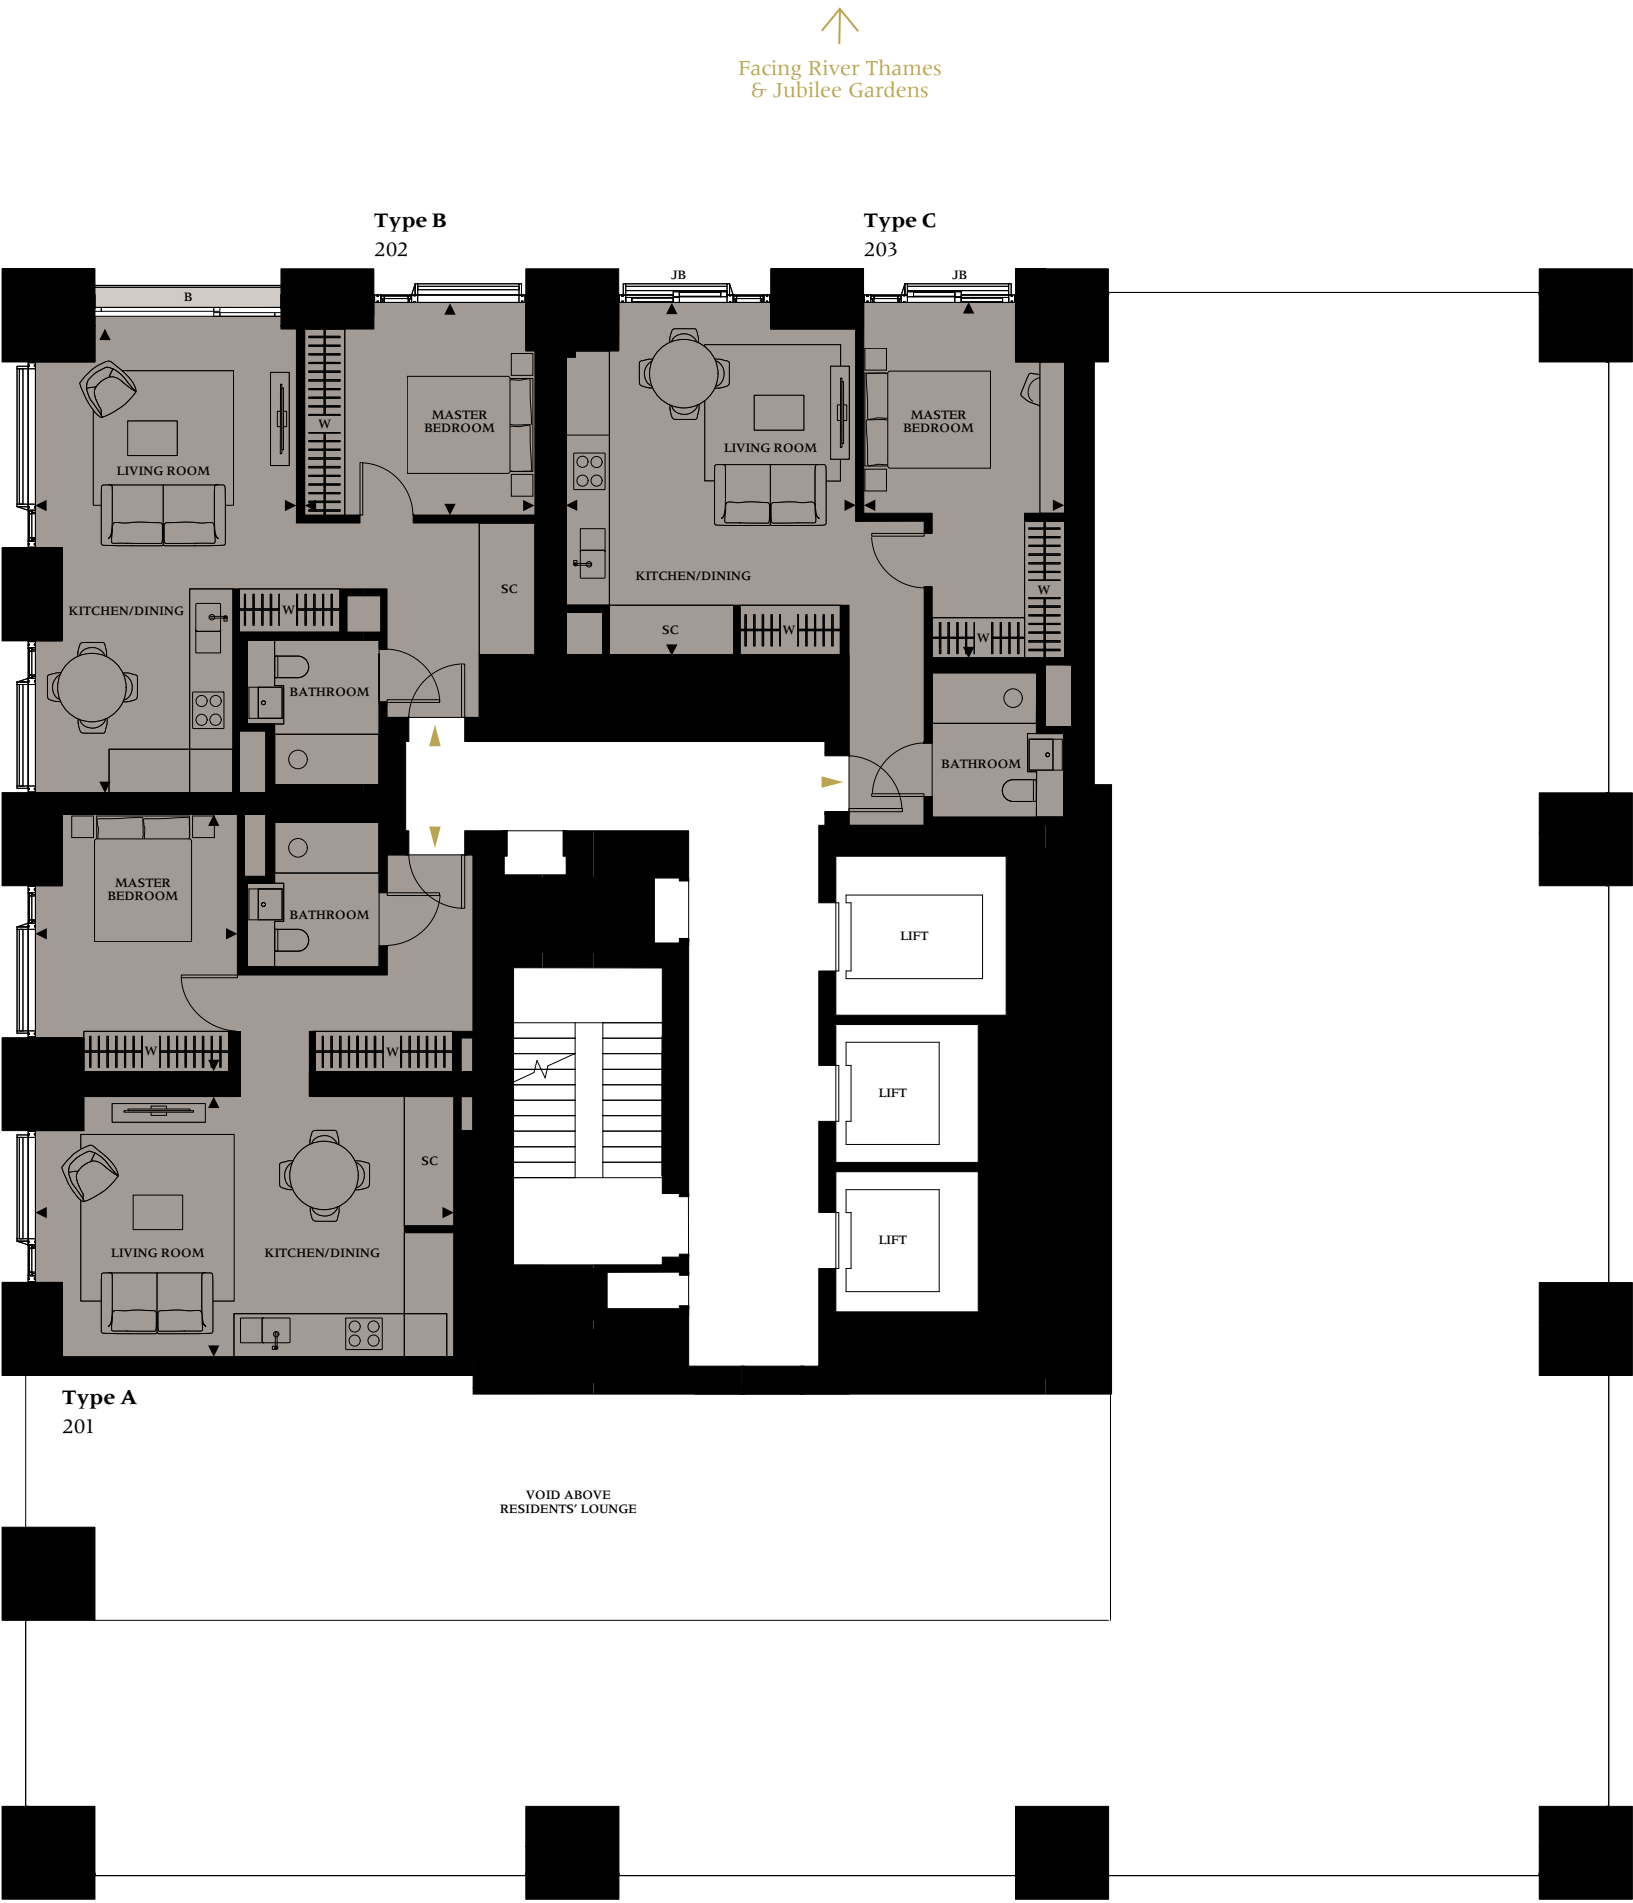 Facing River Thames
& Jubilee Gardens
Type B
202
Type C
203
B
JB
JB
W
MASTER
BEDROOM
LIVING ROOM
LIVING ROOM
MASTER
BEDROOM
KITCHEN/DINING
W
SC
KITCHEN/DINING
SC
W
W
W
BATHROOM
BATHROOM
MASTER
BEDROOM
BATHROOM
LIFT
W
W
LIFT
SC
LIVING ROOM
KITCHEN/DINING
LIFT
Type A
201
VOID ABOVE
RESIDENTS' LOUNGE